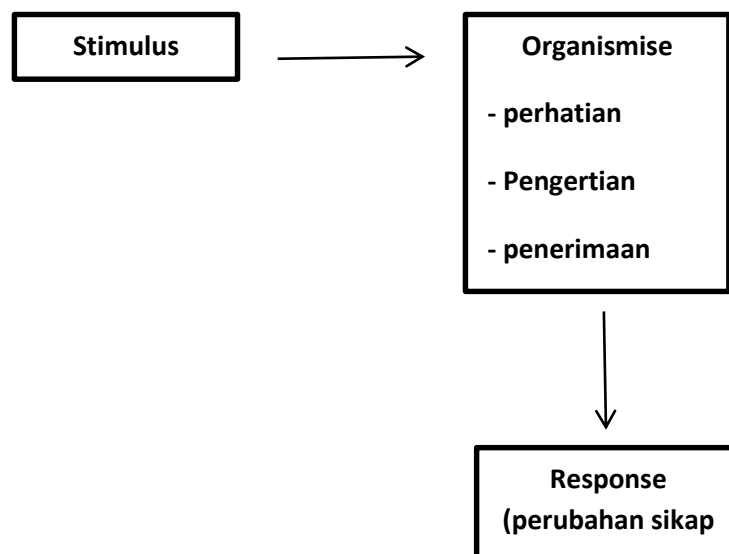 Stimulus
Organismise
- perhatian
- Pengertian
- penerimaan
Response
(perubahan sikap